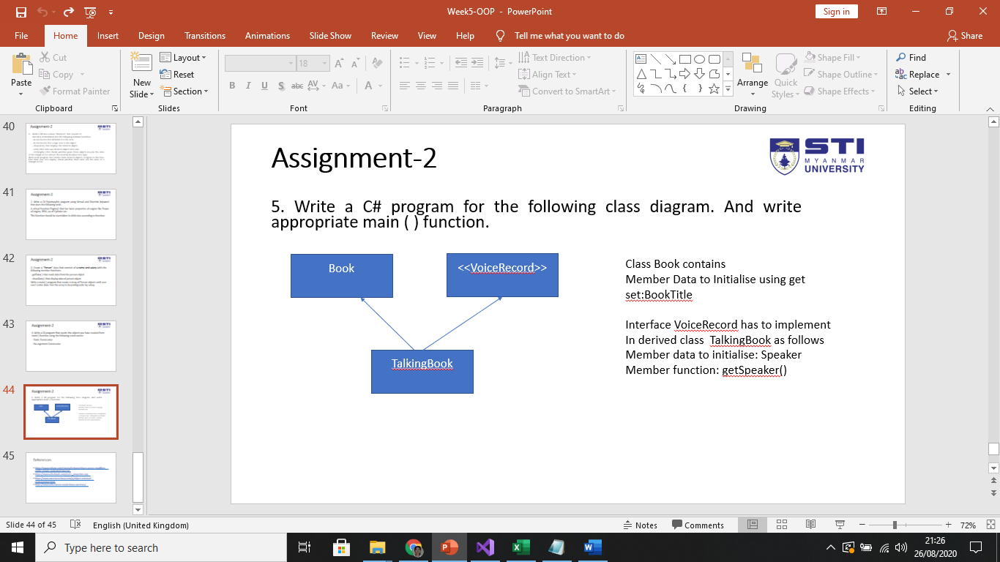 Week5-OOP - PowerPoint
Sign in
File Home Insert Design Transitions Animations Slide Show Review View Help Tell me what you want to do Share
Paste
Cut
Copy
Format Painter
Clipboard
New Slide
Layout
Reset
Section
Slides
18
B I U S abc AV Aa A
Font
Text Direction
Align Text
Convert to SmartArt
Paragraph
Arrange
Quick Styles
Shape Fill
Shape Outline
Shape Effects
Drawing
Find
Replace
Select
Editing
40
Assignment-2
41
Assignment-2
42
Assignment-2
43
Assignment-2
44
Assignment-2
45
References
Assignment-2
STI
MYANMAR
UNIVERSITY
5. Write a C# program for the following class diagram. And write
appropriate main ( ) function.
Book
<<VoiceRecord>>
TalkingBook
Class Book contains
Member Data to Initialise using get
set:BookTitle
Interface VoiceRecord has to implement
In derived class TalkingBook as follows
Member data to initialise: Speaker
Member function: getSpeaker()
Slide 44 of 45
English (United Kingdom)
Notes
Comments
72%
Type here to search
21:26
26/08/2020